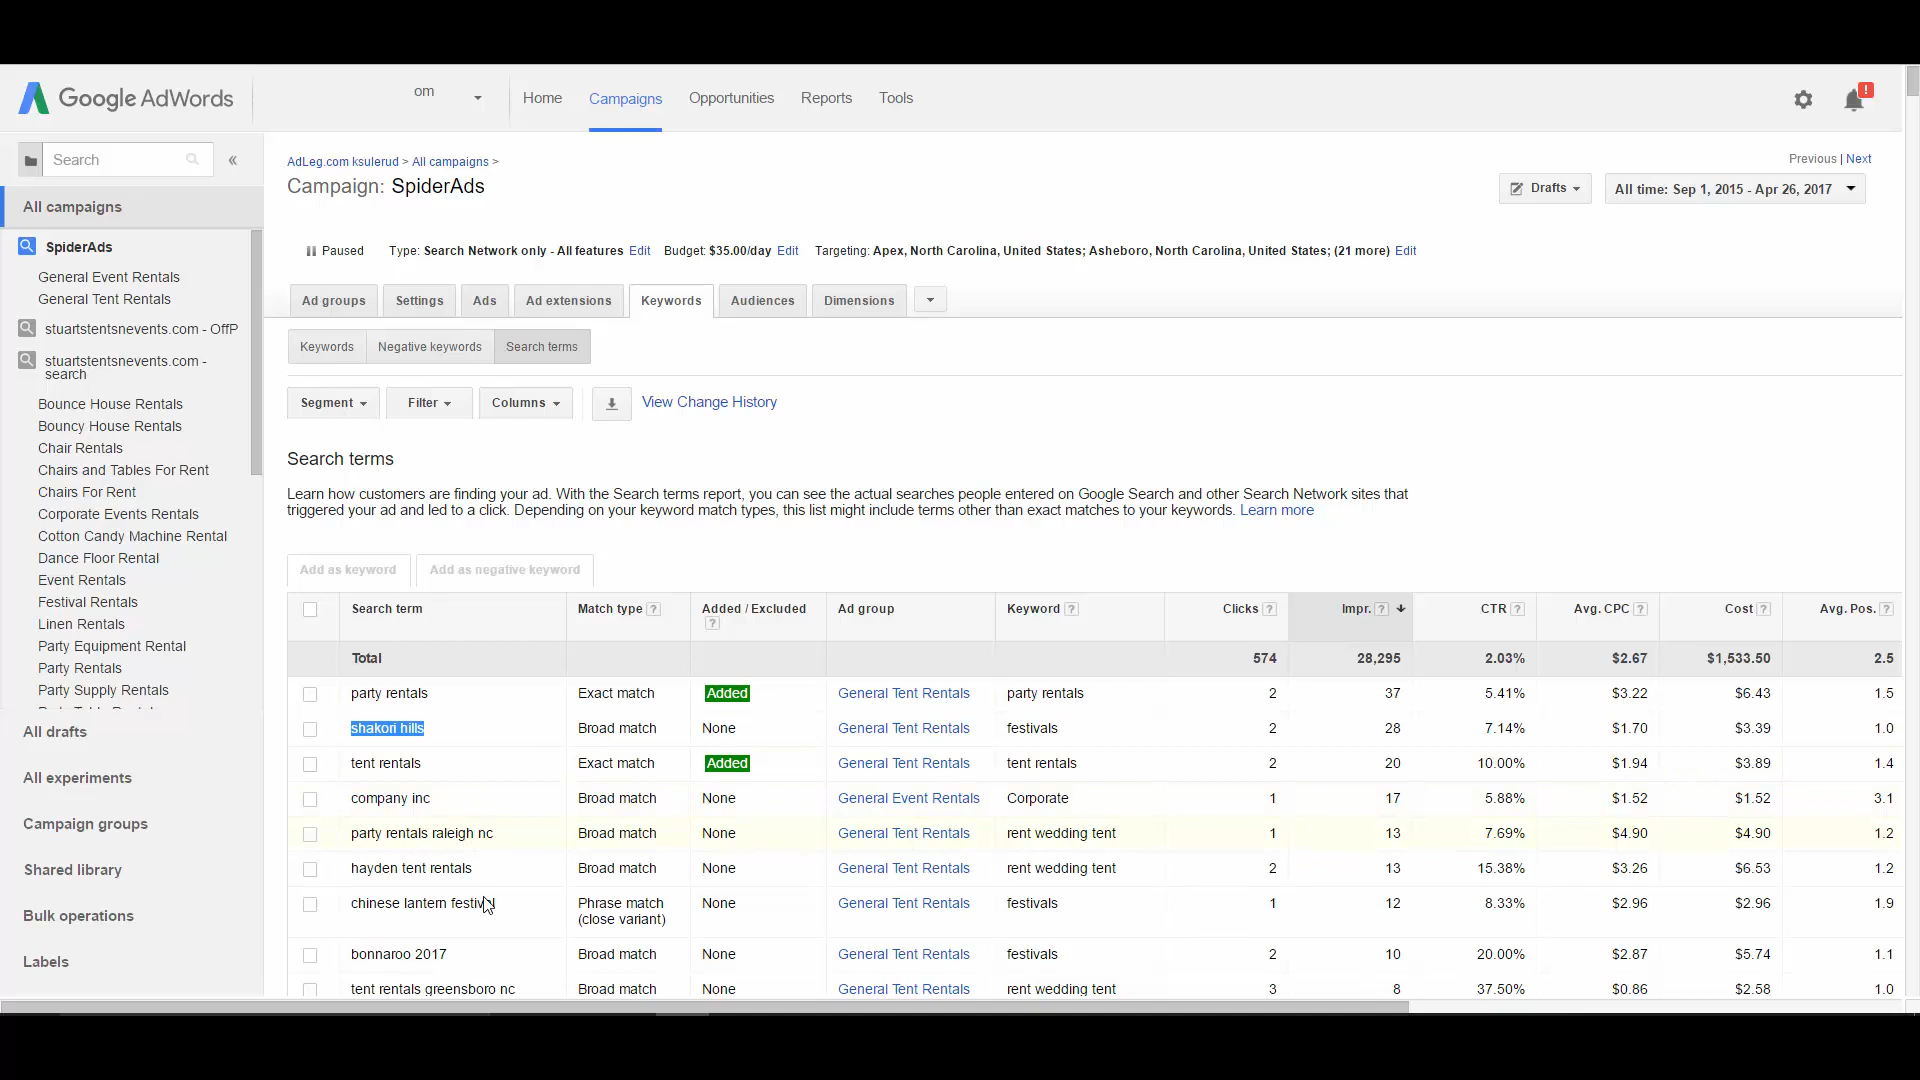 Google AdWords
om
Home
Campaigns
Opportunities
Reports
Tools
!
Search
«
AdLeg.com ksulerud > All campaigns >
Previous | Next
Campaign: SpiderAds
Drafts
All time: Sep 1, 2015 - Apr 26, 2017
All campaigns
SpiderAds
General Event Rentals
General Tent Rentals
stuartstentsnevents.com - OffP
stuartstentsnevents.com -
search
Bounce House Rentals
Bouncy House Rentals
Chair Rentals
Chairs and Tables For Rent
Chairs For Rent
Corporate Events Rentals
Cotton Candy Machine Rental
Dance Floor Rental
Event Rentals
Festival Rentals
Linen Rentals
Party Equipment Rental
Party Rentals
Party Supply Rentals
All drafts
All experiments
Campaign groups
Shared library
Bulk operations
Labels
Paused Type: Search Network only - All features Edit Budget: $35.00/day Edit Targeting: Apex, North Carolina, United States; Asheboro, North Carolina, United States; (21 more) Edit
Ad groups Settings Ads Ad extensions Keywords Audiences Dimensions
Keywords Negative keywords Search terms
Segment Filter Columns View Change History
Search terms
Learn how customers are finding your ad. With the Search terms report, you can see the actual searches people entered on Google Search and other Search Network sites that
triggered your ad and led to a click. Depending on your keyword match types, this list might include terms other than exact matches to your keywords. Learn more
Add as keyword Add as negative keyword
Search term Match type ? Added / Excluded ? Ad group Keyword ? Clicks ? Impr. ? CTR ? Avg. CPC ? Cost ? Avg. Pos. ?
Total 574 28,295 2.03% $2.67 $1,533.50 2.5
party rentals Exact match Added General Tent Rentals party rentals 2 37 5.41% $3.22 $6.43 1.5
shakori hills Broad match None General Tent Rentals festivals 2 28 7.14% $1.70 $3.39 1.0
tent rentals Exact match Added General Tent Rentals tent rentals 2 20 10.00% $1.94 $3.89 1.4
company inc Broad match None General Event Rentals Corporate 1 17 5.88% $1.52 $1.52 3.1
party rentals raleigh nc Broad match None General Tent Rentals rent wedding tent 1 13 7.69% $4.90 $4.90 1.2
hayden tent rentals Broad match None General Tent Rentals rent wedding tent 2 13 15.38% $3.26 $6.53 1.2
chinese lantern festival Phrase match None General Tent Rentals festivals 1 12 8.33% $2.96 $2.96 1.9
(close variant)
bonnaroo 2017 Broad match None General Tent Rentals festivals 2 10 20.00% $2.87 $5.74 1.1
tent rentals greensboro nc Broad match None General Tent Rentals rent wedding tent 3 8 37.50% $0.86 $2.58 1.0